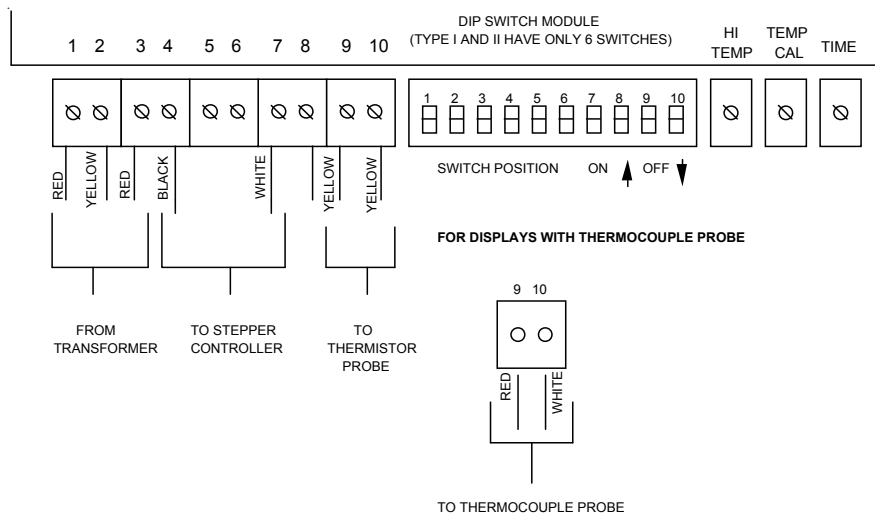 DIP SWITCH MODULE
(TYPE I AND II HAVE ONLY 6 SWITCHES)
HI
TEMP
TEMP
CAL
TIME
1 2 3 4 5 6 7 8 9 10
1 2 3 4 5 6 7 8 9 10
RED
YELLOW
RED
BLACK
WHITE
YELLOW
YELLOW
SWITCH POSITION ON OFF
FOR DISPLAYS WITH THERMOCOUPLE PROBE
FROM
TRANSFORMER
TO STEPPER
CONTROLLER
TO
THERMISTOR
PROBE
9 10
RED
WHITE
TO THERMOCOUPLE PROBE